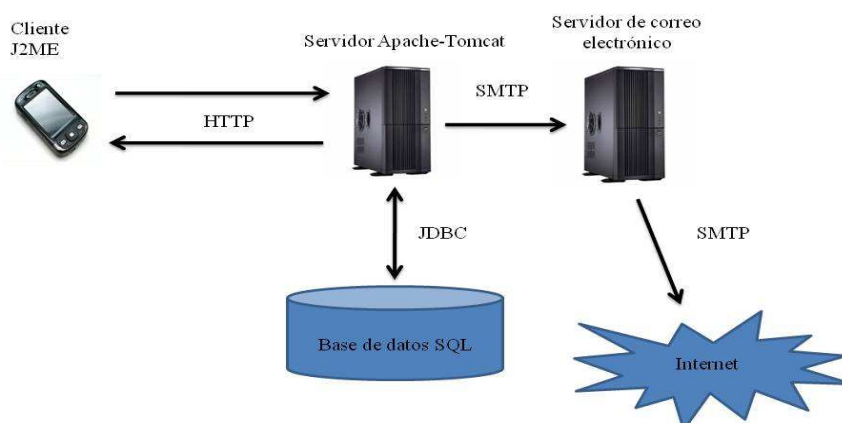 Cliente
J2ME
Servidor Apache-Tomcat
Servidor de correo
electrónico
HTTP
SMTP
JDBC
SMTP
Base de datos SQL
Internet